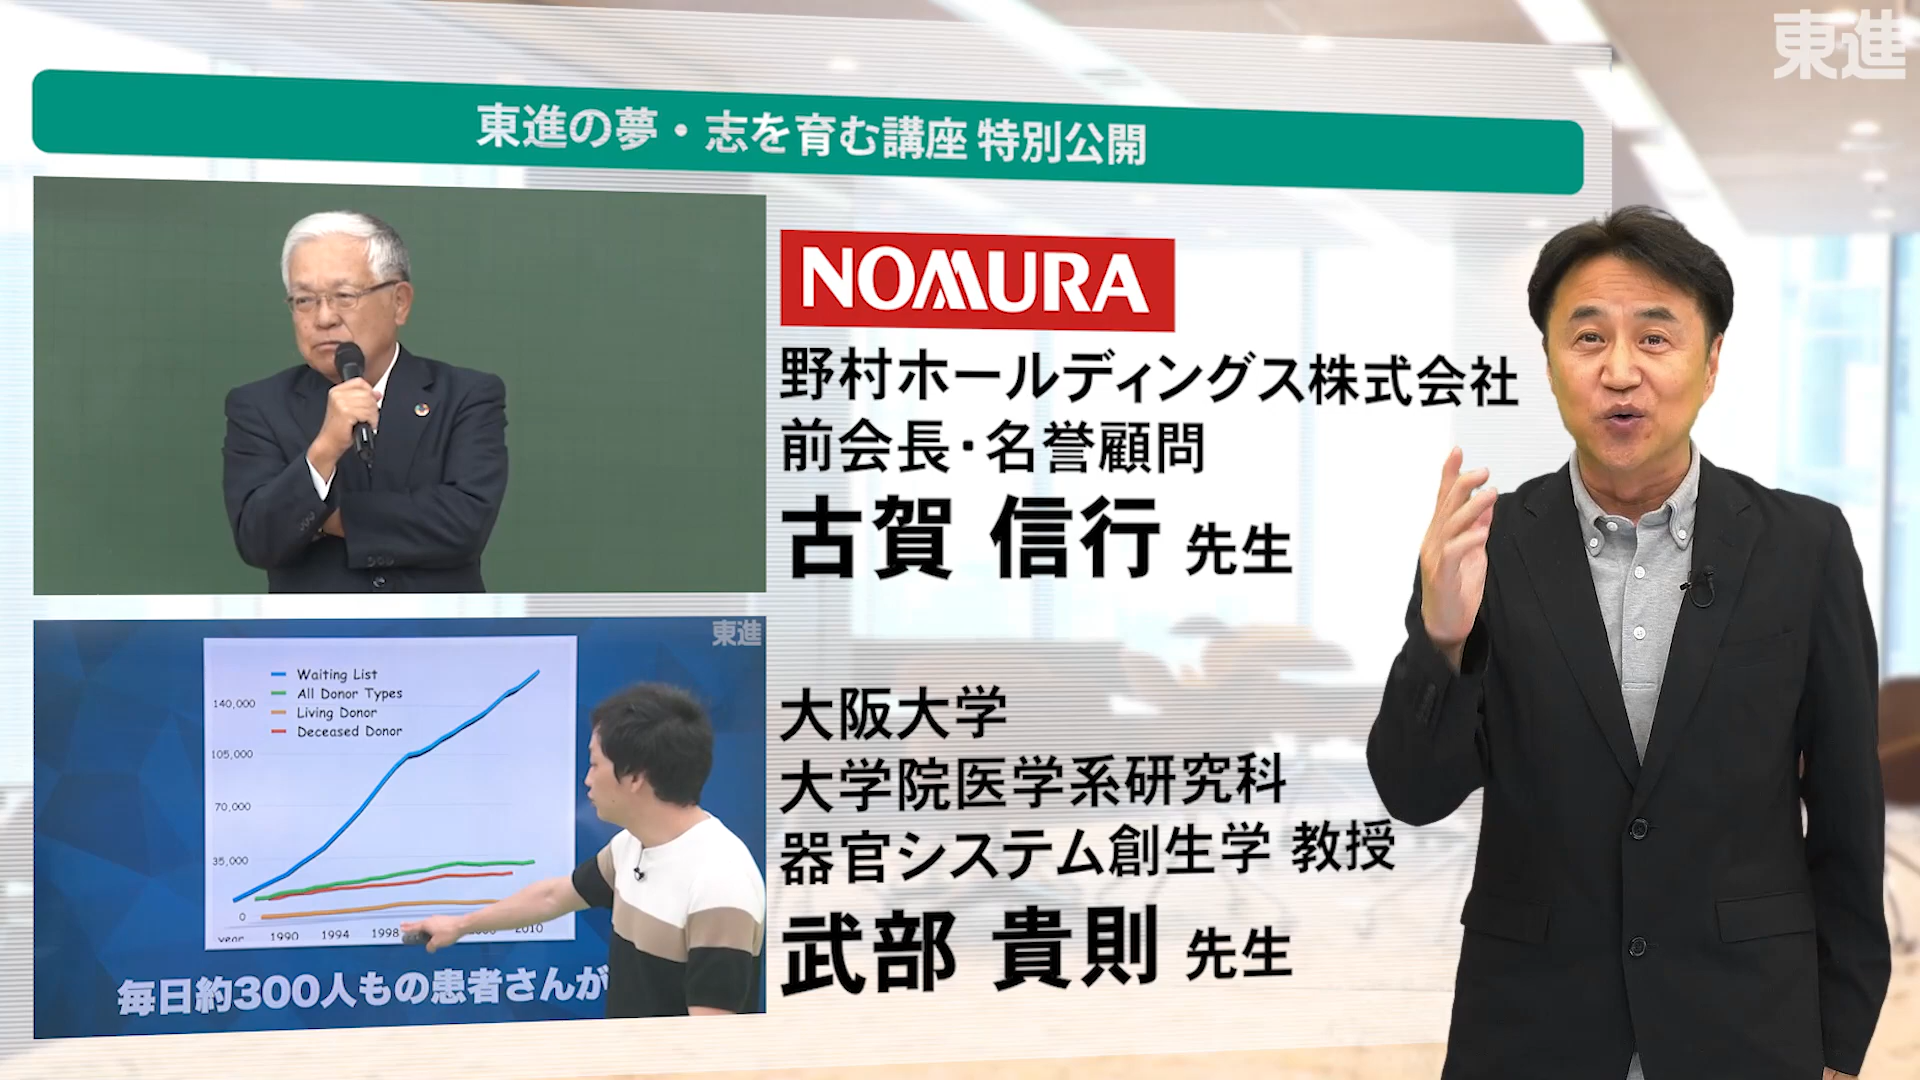 東進
東進の夢・志を育む講座 特別公開
NOMURA
野村ホールディングス株式会社
前会長・名誉顧問
古賀 信行 先生
東進
Waiting List
All Donor Types
Living Donor
Deceased Donor
140,000
105,000
70,000
35,000
0
year 1990 1994 1998 2010
毎日約300人もの患者さんが
大阪大学
大学院医学系研究科
器官システム創生学 教授
武部 貴則 先生